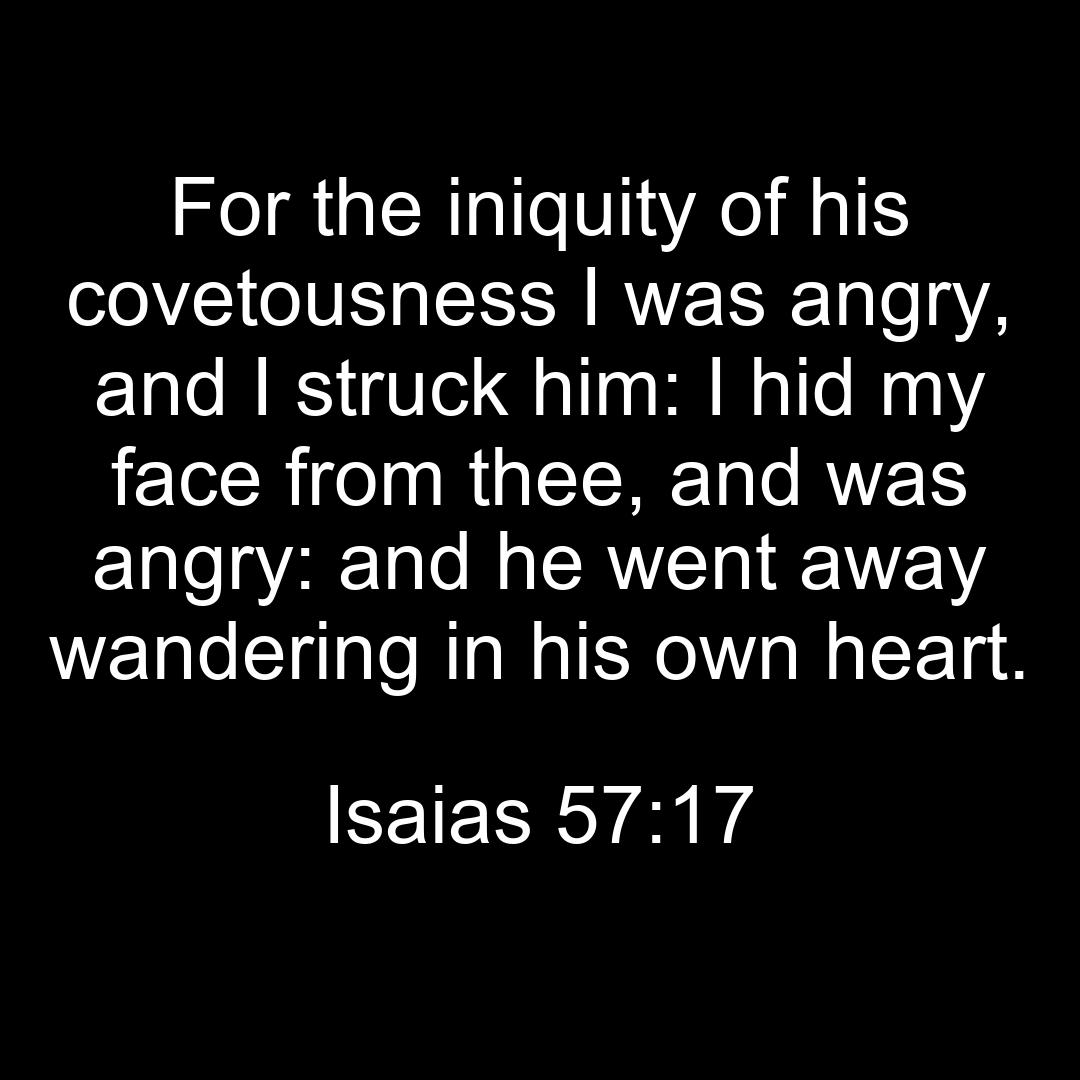 For the iniquity of his
covetousness I was angry,
and I struck him: I hid my
face from thee, and was
angry: and he went away
wandering in his own heart.
Isaias 57:17